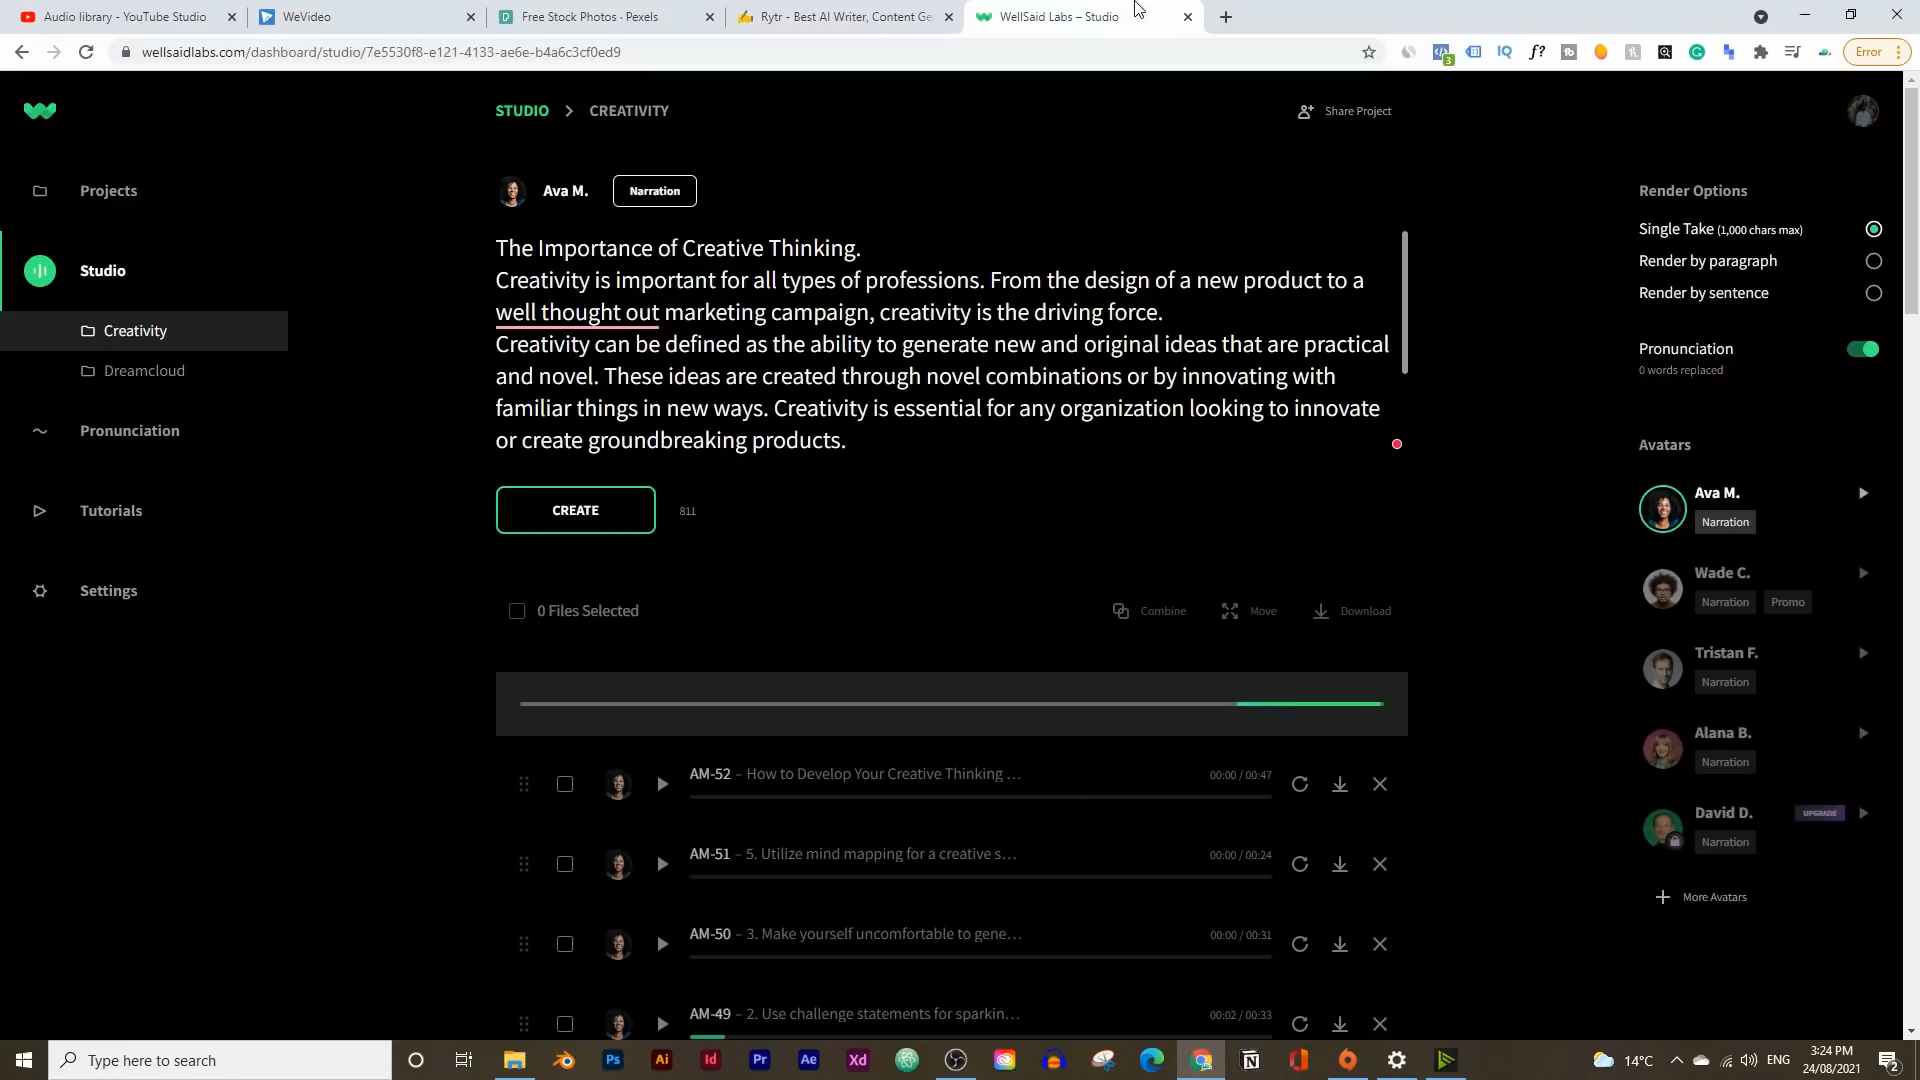 Audio library - YouTube Studio
WeVideo
Free Stock Photos · Pexels
Rytr - Best AI Writer, Content Ge
WellSaid Labs – Studio
wellsaidlabs.com/dashboard/studio/7e5530f8-e121-4133-ae6e-b4a6c3cf0ed9
3
IQ
f?
Error
STUDIO > CREATIVITY
Share Project
Projects
Studio
Creativity
Dreamcloud
Pronunciation
Tutorials
Settings
Ava M.
Narration
The Importance of Creative Thinking.
Creativity is important for all types of professions. From the design of a new product to a
well thought out marketing campaign, creativity is the driving force.
Creativity can be defined as the ability to generate new and original ideas that are practical
and novel. These ideas are created through novel combinations or by innovating with
familiar things in new ways. Creativity is essential for any organization looking to innovate
or create groundbreaking products.
CREATE
811
0 Files Selected
Combine
Move
Download
AM-52 – How to Develop Your Creative Thinking …
00:00 / 00:47
AM-51 – 5. Utilize mind mapping for a creative s…
00:00 / 00:24
AM-50 – 3. Make yourself uncomfortable to gene…
00:00 / 00:31
AM-49 – 2. Use challenge statements for sparkin…
00:02 / 00:33
Render Options
Single Take (1,000 chars max)
Render by paragraph
Render by sentence
Pronunciation
0 words replaced
Avatars
Ava M.
Narration
Wade C.
Narration
Promo
Tristan F.
Narration
Alana B.
Narration
David D.
UPGRADE
Narration
More Avatars
Type here to search
Ps
Ai
Id
Pr
Ae
Xd
14°C
ENG
3:24 PM
24/08/2021
2